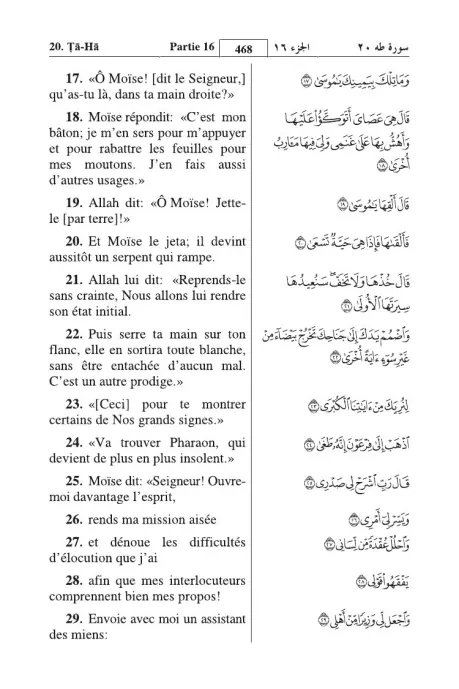 20. Ṭā-Hā Partie 16 468 الجزء ١٦ سورة طه ٢٠
17. «Ô Moïse! [dit le Seigneur,]
qu’as-tu là, dans ta main droite?»
وَمَا تِلْكَ بِيَمِينِكَ يَٰمُوسَىٰ ١٧
18. Moïse répondit: «C’est mon
bâton; je m’en sers pour m’appuyer
et pour rabattre les feuilles pour
mes moutons. J’en fais aussi
d’autres usages.»
قَالَ هِىَ عَصَاىَ أَتَوَكَّؤُا۟ عَلَيْهَا
وَأَهُشُّ بِهَا عَلَىٰ غَنَمِى وَلِىَ فِيهَا مَـَٔارِبُ
أُخْرَىٰ ١٨
19. Allah dit: «Ô Moïse! Jette-
le [par terre]!»
قَالَ أَلْقِهَا يَٰمُوسَىٰ ١٩
20. Et Moïse le jeta; il devint
aussitôt un serpent qui rampe.
فَأَلْقَىٰهَا فَإِذَا هِىَ حَيَّةٌ تَسْعَىٰ ٢٠
21. Allah lui dit: «Reprends-le
sans crainte, Nous allons lui rendre
son état initial.
قَالَ خُذْهَا وَلَا تَخَفْ ۖ سَنُعِيدُهَا
سِيرَتَهَا ٱلْأُولَىٰ ٢١
22. Puis serre ta main sur ton
flanc, elle en sortira toute blanche,
sans être entachée d’aucun mal.
C’est un autre prodige.»
وَٱضْمُمْ يَدَكَ إِلَىٰ جَنَاحِكَ تَخْرُجْ بَيْضَآءَ مِنْ
غَيْرِ سُوٓءٍ ءَايَةً أُخْرَىٰ ٢٢
23. «[Ceci] pour te montrer
certains de Nos grands signes.»
لِنُرِيَكَ مِنْ ءَايَٰتِنَا ٱلْكُبْرَى ٢٣
24. «Va trouver Pharaon, qui
devient de plus en plus insolent.»
ٱذْهَبْ إِلَىٰ فِرْعَوْنَ إِنَّهُۥ طَغَىٰ ٢٤
25. Moïse dit: «Seigneur! Ouvre-
moi davantage l’esprit,
قَالَ رَبِّ ٱشْرَحْ لِى صَدْرِى ٢٥
26. rends ma mission aisée
وَيَسِّرْ لِىٓ أَمْرِى ٢٦
27. et dénoue les difficultés
d’élocution que j’ai
وَٱحْلُلْ عُقْدَةً مِّن لِّسَانِى ٢٧
28. afin que mes interlocuteurs
comprennent bien mes propos!
يَفْقَهُوا۟ قَوْلِى ٢٨
29. Envoie avec moi un assistant
des miens:
وَٱجْعَل لِّى وَزِيرًا مِّنْ أَهْلِى ٢٩